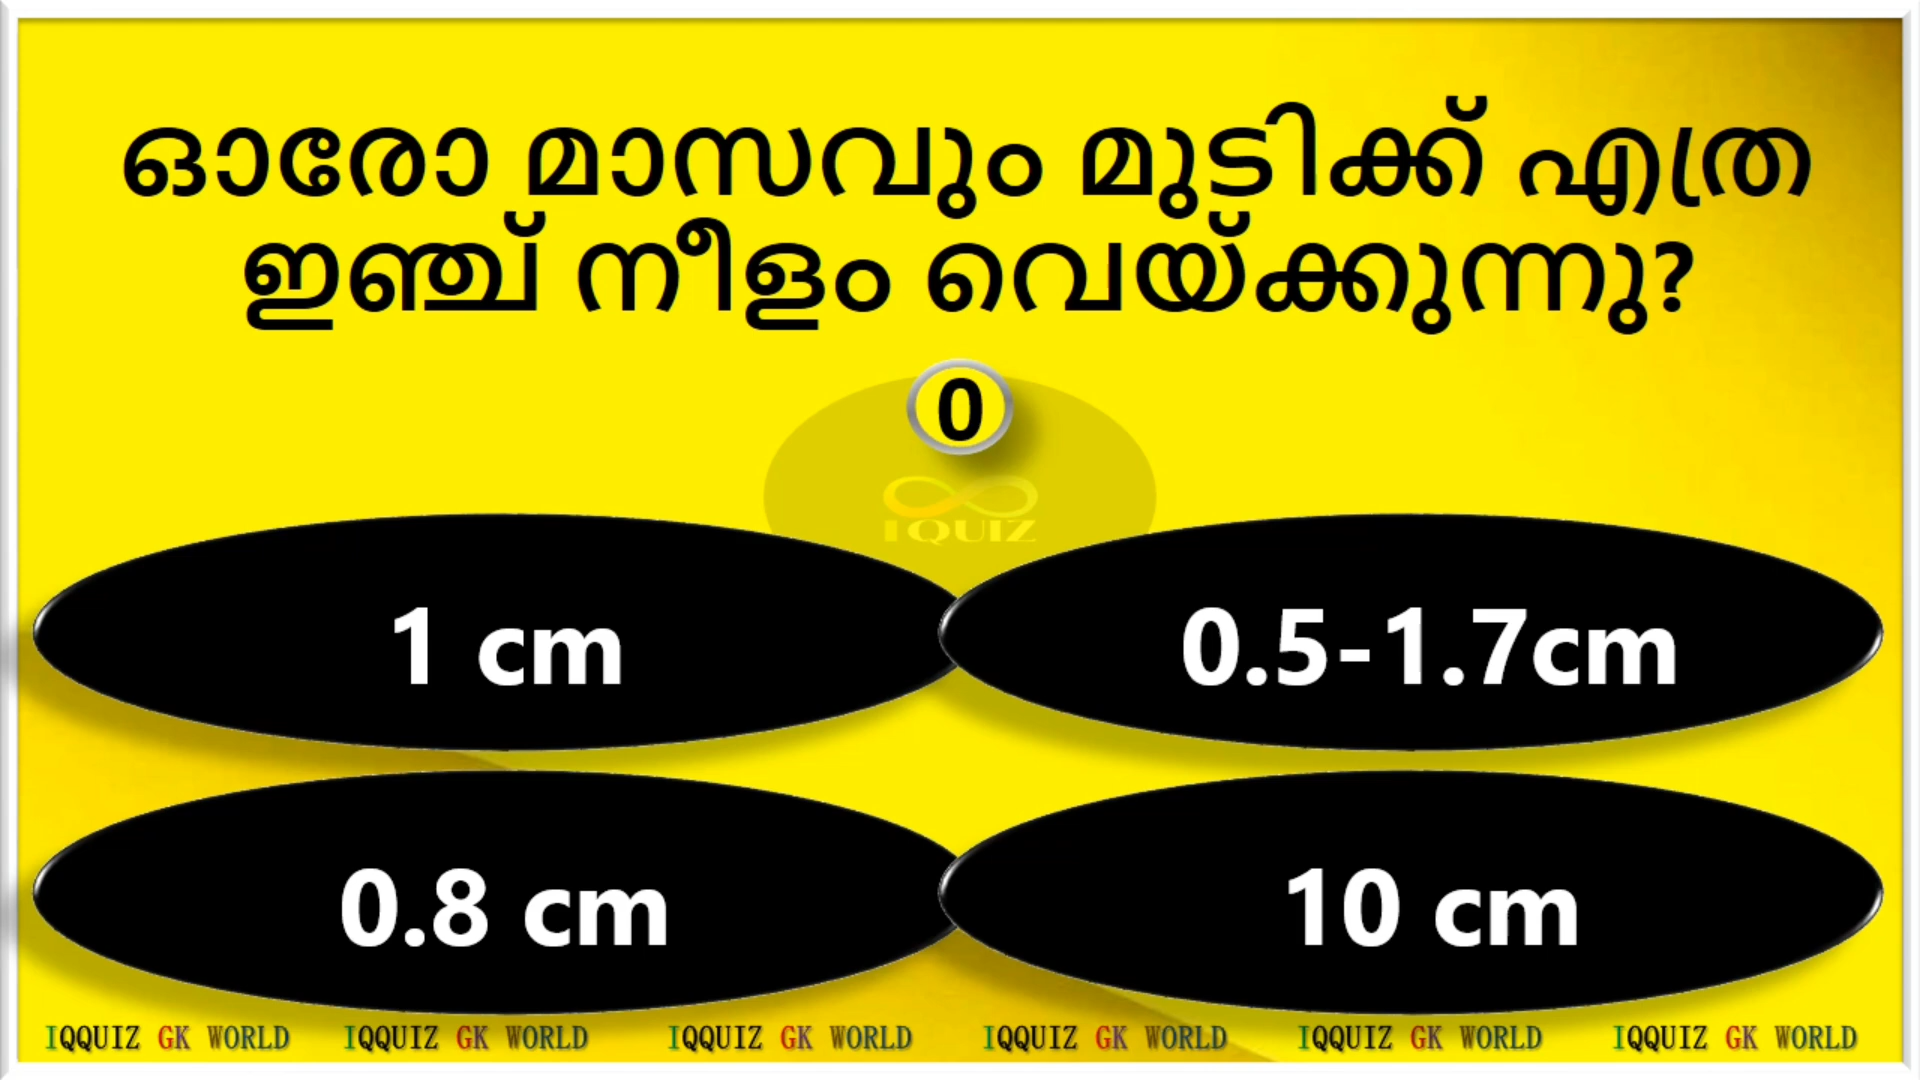 ഓരോ മാസവും മുടിക്ക് എത്ര
ഇഞ്ച് നീളം വെയ്ക്കുന്നു?
0
I QUIZ
1 cm
0.5-1.7cm
0.8 cm
10 cm
IQQUIZ GK WORLD IQQUIZ GK WORLD IQQUIZ GK WORLD IQQUIZ GK WORLD IQQUIZ GK WORLD IQQUIZ GK WORLD